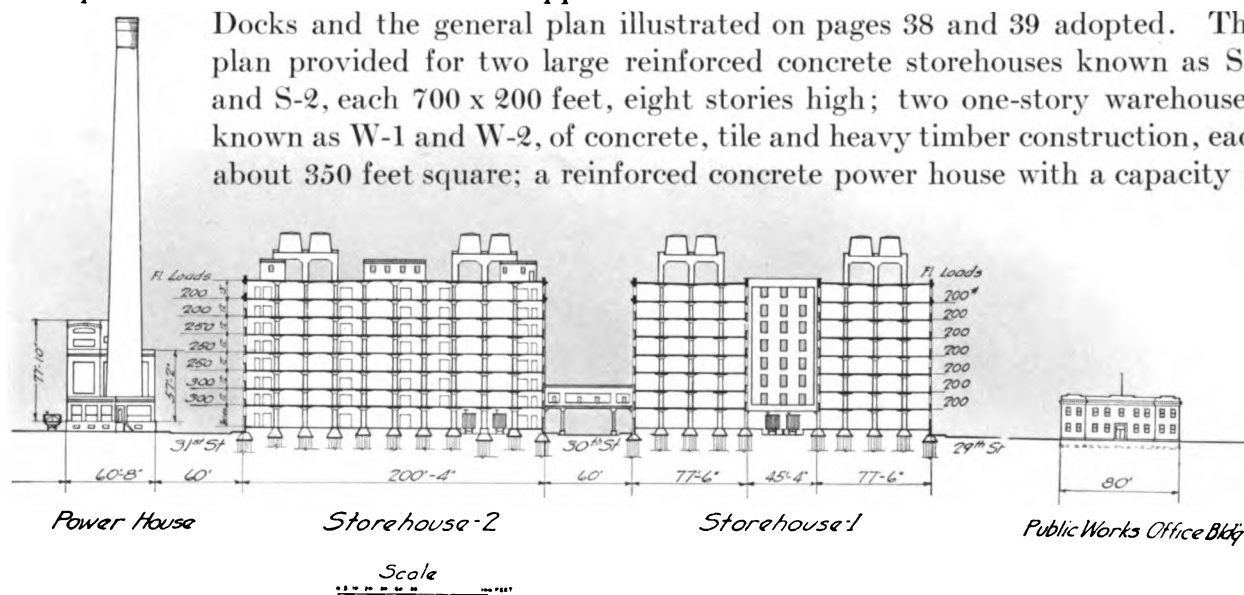 Docks and the general plan illustrated on pages 38 and 39 adopted. Th
plan provided for two large reinforced concrete storehouses known as S
and S-2, each 700 x 200 feet, eight stories high; two one-story warehouse
known as W-1 and W-2, of concrete, tile and heavy timber construction, eac
about 350 feet square; a reinforced concrete power house with a capacity
Fl. Loads
200
200
250
250
250
300
300
Fl Loads
200#
200
200
200
200
200
200
77'-10"
57'-2"
31st St
30th St
29th St
60'-8"
60'
200'-4"
60'
77'-6"
45'-4"
77'-6"
80'
Power House
Storehouse-2
Storehouse-1
Public Works Office Bldg
Scale
100 FEET